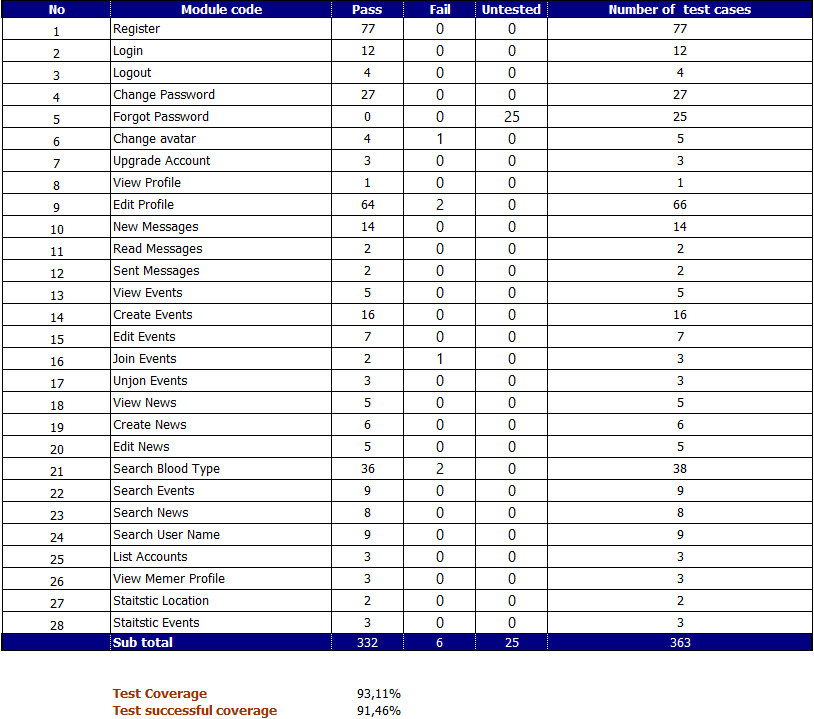 No Module code Pass Fail Untested Number of test cases
1 Register 77 0 0 77
2 Login 12 0 0 12
3 Logout 4 0 0 4
4 Change Password 27 0 0 27
5 Forgot Password 0 0 25 25
6 Change avatar 4 1 0 5
7 Upgrade Account 3 0 0 3
8 View Profile 1 0 0 1
9 Edit Profile 64 2 0 66
10 New Messages 14 0 0 14
11 Read Messages 2 0 0 2
12 Sent Messages 2 0 0 2
13 View Events 5 0 0 5
14 Create Events 16 0 0 16
15 Edit Events 7 0 0 7
16 Join Events 2 1 0 3
17 Unjon Events 3 0 0 3
18 View News 5 0 0 5
19 Create News 6 0 0 6
20 Edit News 5 0 0 5
21 Search Blood Type 36 2 0 38
22 Search Events 9 0 0 9
23 Search News 8 0 0 8
24 Search User Name 9 0 0 9
25 List Accounts 3 0 0 3
26 View Memer Profile 3 0 0 3
27 Staitstic Location 2 0 0 2
28 Staitstic Events 3 0 0 3
Sub total 332 6 25 363
Test Coverage 93,11%
Test successful coverage 91,46%